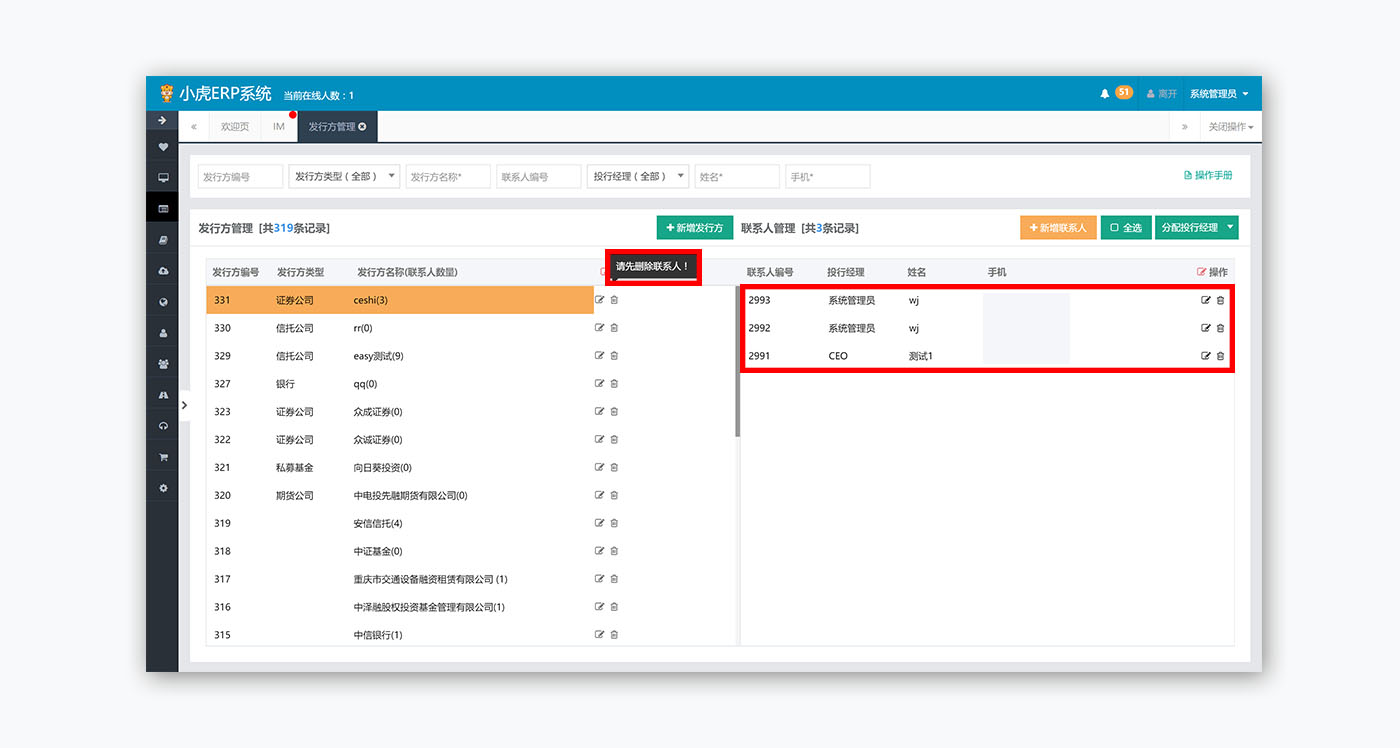 小虎ERP系统 当前在线人数：1 51 离开 系统管理员
欢迎页 IM 发行方管理 关闭操作
发行方编号 发行方类型（全部） 发行方名称* 联系人编号 投行经理（全部） 姓名* 手机* 操作手册
发行方管理 [共319条记录] 新增发行方 联系人管理 [共3条记录] 新增联系人 全选 分配投行经理
请先删除联系人！
发行方编号 发行方类型 发行方名称(联系人数量) 联系人编号 投行经理 姓名 手机 操作
331 证券公司 ceshi(3) 2993 系统管理员 wj
330 信托公司 rr(0) 2992 系统管理员 wj
329 信托公司 easy测试(9) 2991 CEO 测试1
327 银行 qq(0)
323 证券公司 众成证券(0)
322 证券公司 众诚证券(0)
321 私募基金 向日葵投资(0)
320 期货公司 中电投先融期货有限公司(0)
319 安信信托(4)
318 中证基金(0)
317 重庆市交通设备融资租赁有限公司 (1)
316 中泽融股权投资基金管理有限公司(1)
315 中信银行(1)